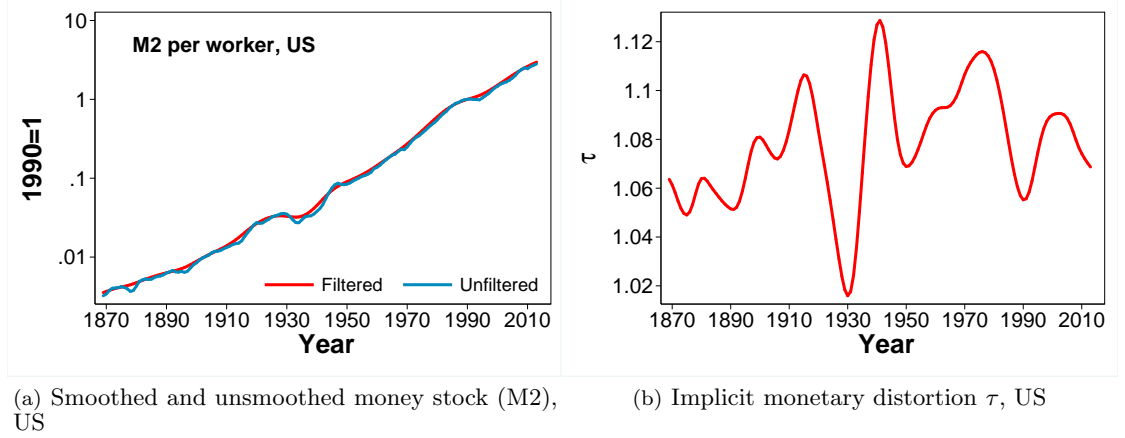 M2 per worker, US
1990=1
10
1
.1
.01
Filtered
Unfiltered
1870 1890 1910 1930 1950 1970 1990 2010
Year
(a) Smoothed and unsmoothed money stock (M2),
US
τ
1.12
1.1
1.08
1.06
1.04
1.02
1870 1890 1910 1930 1950 1970 1990 2010
Year
(b) Implicit monetary distortion τ, US